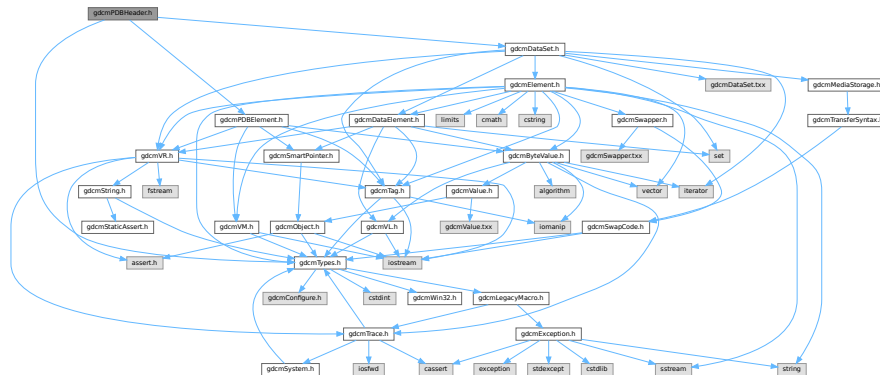 gdcmPDBHeader.h
gdcmDataSet.h
gdcmElement.h
gdcmDataSet.txx
gdcmMediaStorage.h
gdcmPDBElement.h
gdcmDataElement.h
limits
cmath
cstring
gdcmSwapper.h
gdcmTransferSyntax.h
gdcmVR.h
gdcmSmartPointer.h
gdcmByteValue.h
gdcmSwapper.txx
set
gdcmString.h
fstream
gdcmTag.h
gdcmValue.h
algorithm
vector
iterator
gdcmStaticAssert.h
gdcmVM.h
gdcmObject.h
gdcmVL.h
gdcmValue.txx
iomanip
gdcmSwapCode.h
assert.h
gdcmTypes.h
iostream
gdcmConfigure.h
cstdint
gdcmWin32.h
gdcmLegacyMacro.h
gdcmTrace.h
gdcmException.h
gdcmSystem.h
iosfwd
cassert
exception
stdexcept
cstdlib
sstream
string